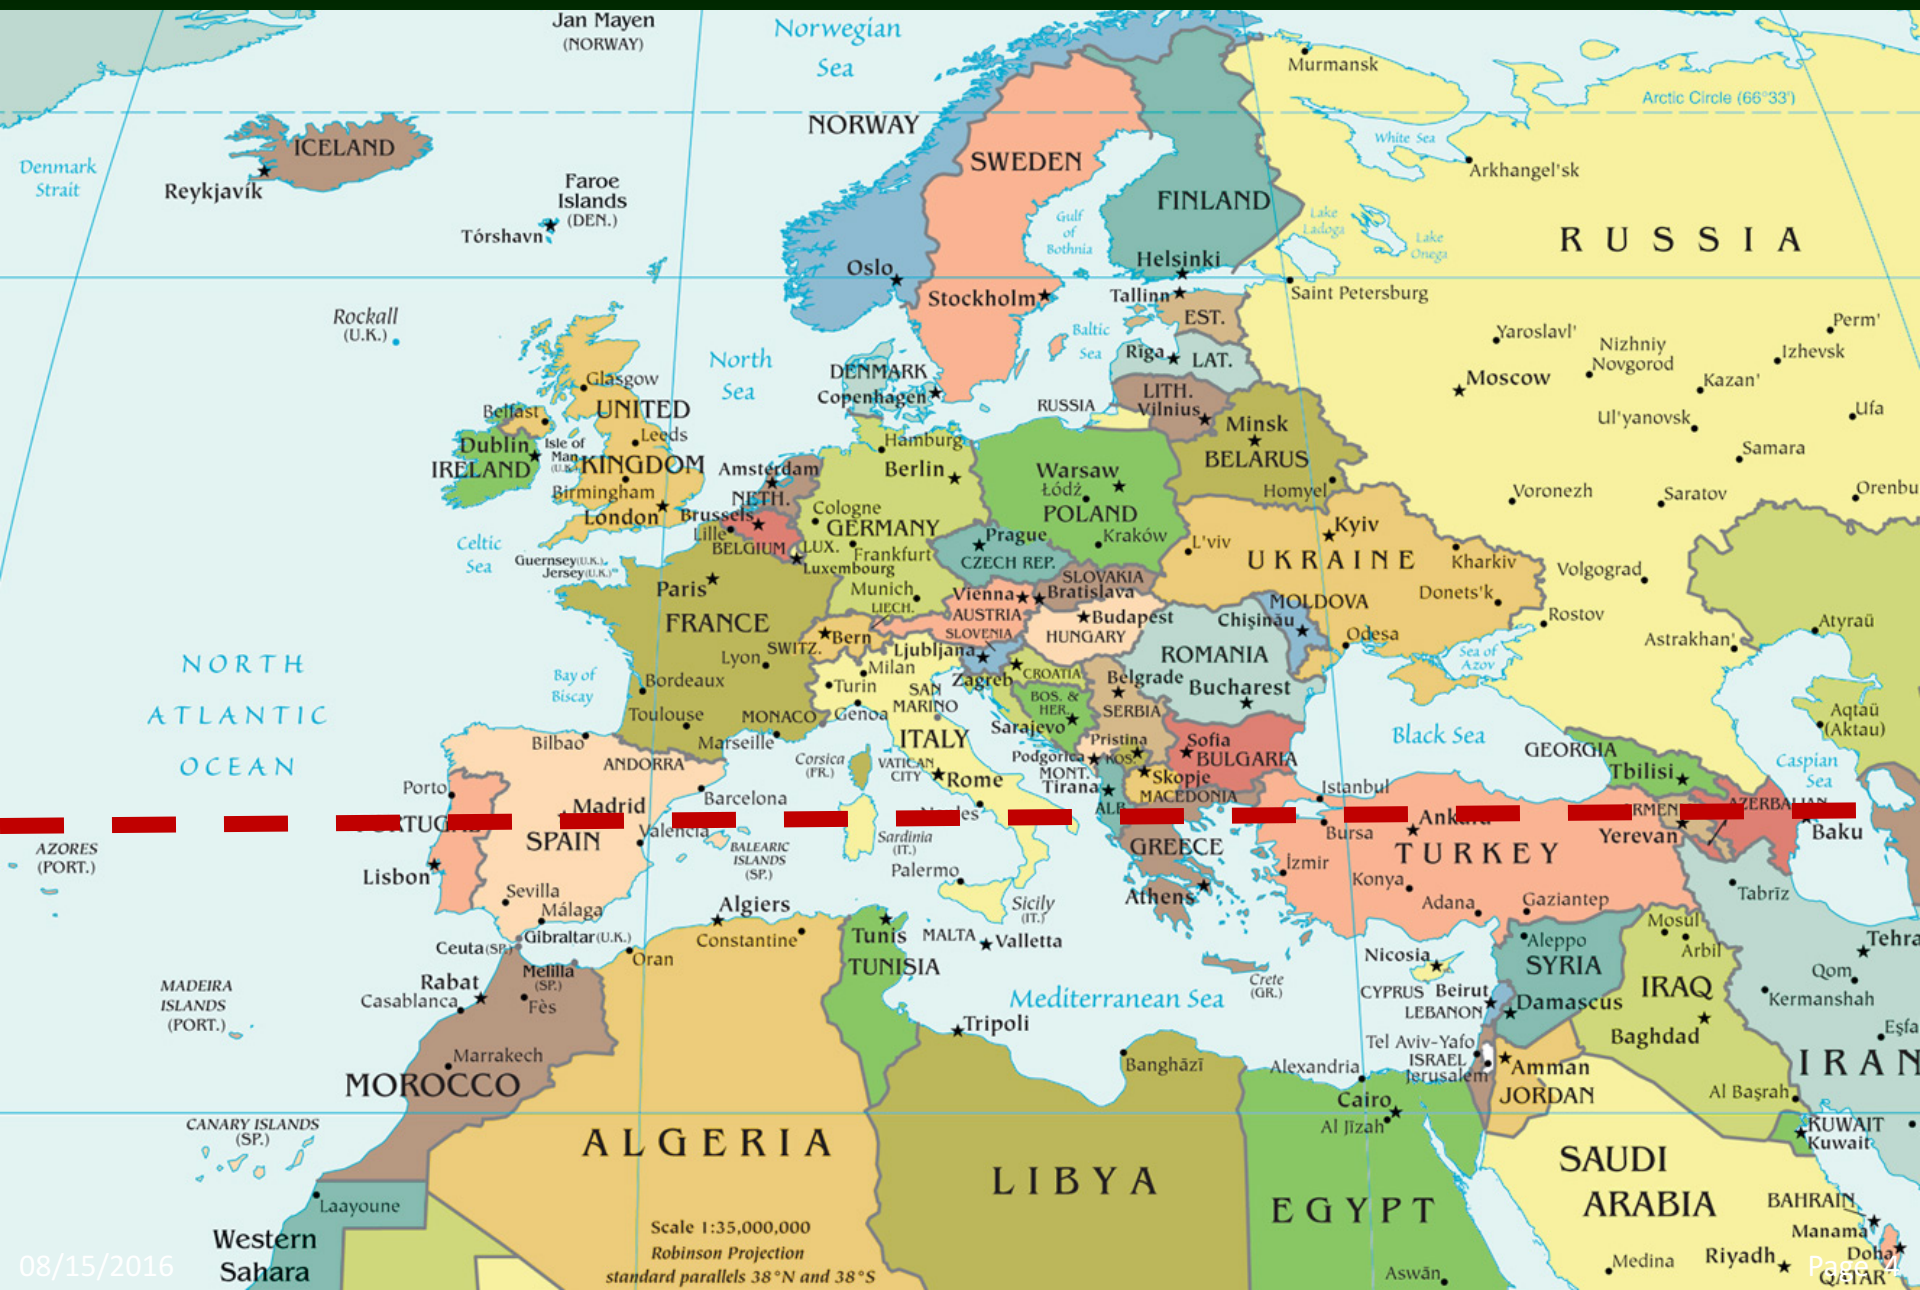 Jan Mayen
(NORWAY)
Norwegian
Sea
Murmansk
Arctic Circle (66°33')
NORWAY
White Sea
ICELAND
SWEDEN
Denmark
Strait
Arkhangel'sk
Reykjavík
Faroe
Islands
(DEN.)
FINLAND
Tórshavn
Gulf
of
Bothnia
Lake
Ladoga
Lake
Onega
RUSSIA
Oslo
Helsinki
Stockholm
Tallinn
Saint Petersburg
EST.
Rockall
(U.K.)
Baltic
Sea
Yaroslavl'
Perm'
North
Sea
Rīga
LAT.
Nizhniy
Novgorod
Izhevsk
DENMARK
Copenhagen
Moscow
Kazan'
Glasgow
LITH.
Vilnius
RUSSIA
UNITED
KINGDOM
Belfast
Minsk
BELARUS
Ul'yanovsk
Ufa
Dublin
IRELAND
Isle of
Man
(U.K.)
Leeds
Hamburg
Samara
Amsterdam
NETH.
Berlin
Warsaw
Łódź
POLAND
Homyel
Voronezh
Saratov
Orenbu
Birmingham
London
Brussels
Cologne
GERMANY
Kyiv
Celtic
Sea
Lille
BELGIUM
LUX.
Frankfurt
Luxembourg
Prague
CZECH REP.
Kraków
L'viv
UKRAINE
Kharkiv
Guernsey(U.K.)
Jersey(U.K.)
Volgograd
Paris
FRANCE
Munich
LIECH.
Vienna
AUSTRIA
SLOVAKIA
Bratislava
Donets'k
MOLDOVA
Chişinău
Rostov
Budapest
HUNGARY
SLOVENIA
Odesa
Atyraū
Astrakhan'
NORTH
ATLANTIC
OCEAN
Bern
SWITZ.
Ljubljana
ROMANIA
Sea of
Azov
Lyon
Milan
Turin
Zagreb
CROATIA
Belgrade
Bucharest
Bay of
Biscay
Bordeaux
SAN
MARINO
BOS. &
HER.
SERBIA
Aqtaū
(Aktau)
Toulouse
MONACO
Genoa
Sarajevo
Black Sea
Bilbao
Marseille
ITALY
Pristina
KOS.
Sofia
BULGARIA
GEORGIA
Tbilisi
Caspian
Sea
ANDORRA
Corsica
(FR.)
VATICAN
CITY
Rome
Podgorica
MONT.
Skopje
MACEDONIA
Tirana
ALB.
Istanbul
Porto
Barcelona
Madrid
SPAIN
Ankara
Baku
Valencia
Bursa
Yerevan
AZORES
(PORT.)
BALEARIC
ISLANDS
(SP.)
Sardinia
(IT.)
GREECE
TURKEY
Lisbon
Palermo
İzmir
Konya
Tabrīz
Sevilla
Málaga
Sicily
(IT.)
Athens
Adana
Gaziantep
Algiers
Mosul
Ceuta(SP.)
Gibraltar(U.K.)
Constantine
Tunis
TUNISIA
MALTA
Valletta
Aleppo
SYRIA
Arbīl
Tehra
Oran
Nicosia
CYPRUS
MADEIRA
ISLANDS
(PORT.)
Rabat
Casablanca
Melilla
(SP.)
Fès
Crete
(GR.)
Mediterranean Sea
Beirut
LEBANON
Damascus
IRAQ
Baghdad
Qom
Kermanshah
Tripoli
Eşfa
Marrakech
MOROCCO
Banghāzī
Alexandria
Tel Aviv-Yafo
ISRAEL
Jerusalem
Amman
JORDAN
IRAN
Al Başrah
Cairo
Al Jīzah
KUWAIT
Kuwait
CANARY ISLANDS
(SP.)
ALGERIA
LIBYA
EGYPT
SAUDI
ARABIA
Laayoune
Western
Sahara
BAHRAIN
Manama
Doha
QATAR
Medina
Riyadh
Aswān
Scale 1:35,000,000
Robinson Projection
standard parallels 38°N and 38°S
08/15/2016
Page 4